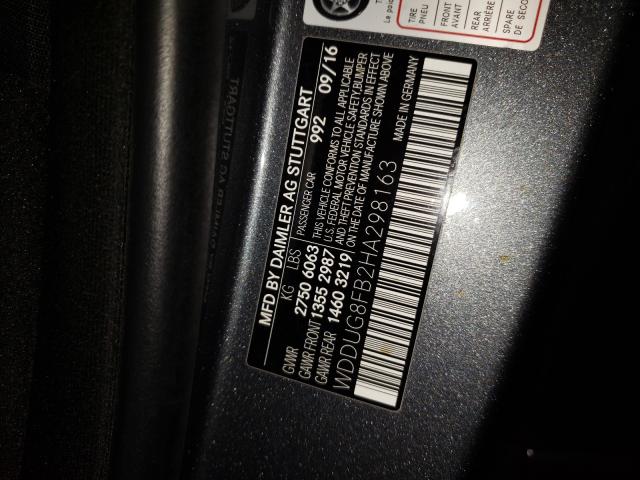 MFD BY DAIMLER AG STUTTGART
KG LBS PASSENGER CAR 992 09/16
GVWR 2750 6063 THIS VEHICLE CONFORMS TO ALL APPLICABLE
GAWR FRONT 1355 2987 U.S. FEDERAL MOTOR VEHICLE SAFETY, BUMPER
GAWR REAR 1460 3219 AND THEFT PREVENTION STANDARDS IN EFFECT
ON THE DATE OF MANUFACTURE SHOWN ABOVE
WDDUG8FB2HA298163 MADE IN GERMANY
TIRE
PNEU
FRONT
AVANT
REAR
ARRIÈRE
SPARE
DE SECO